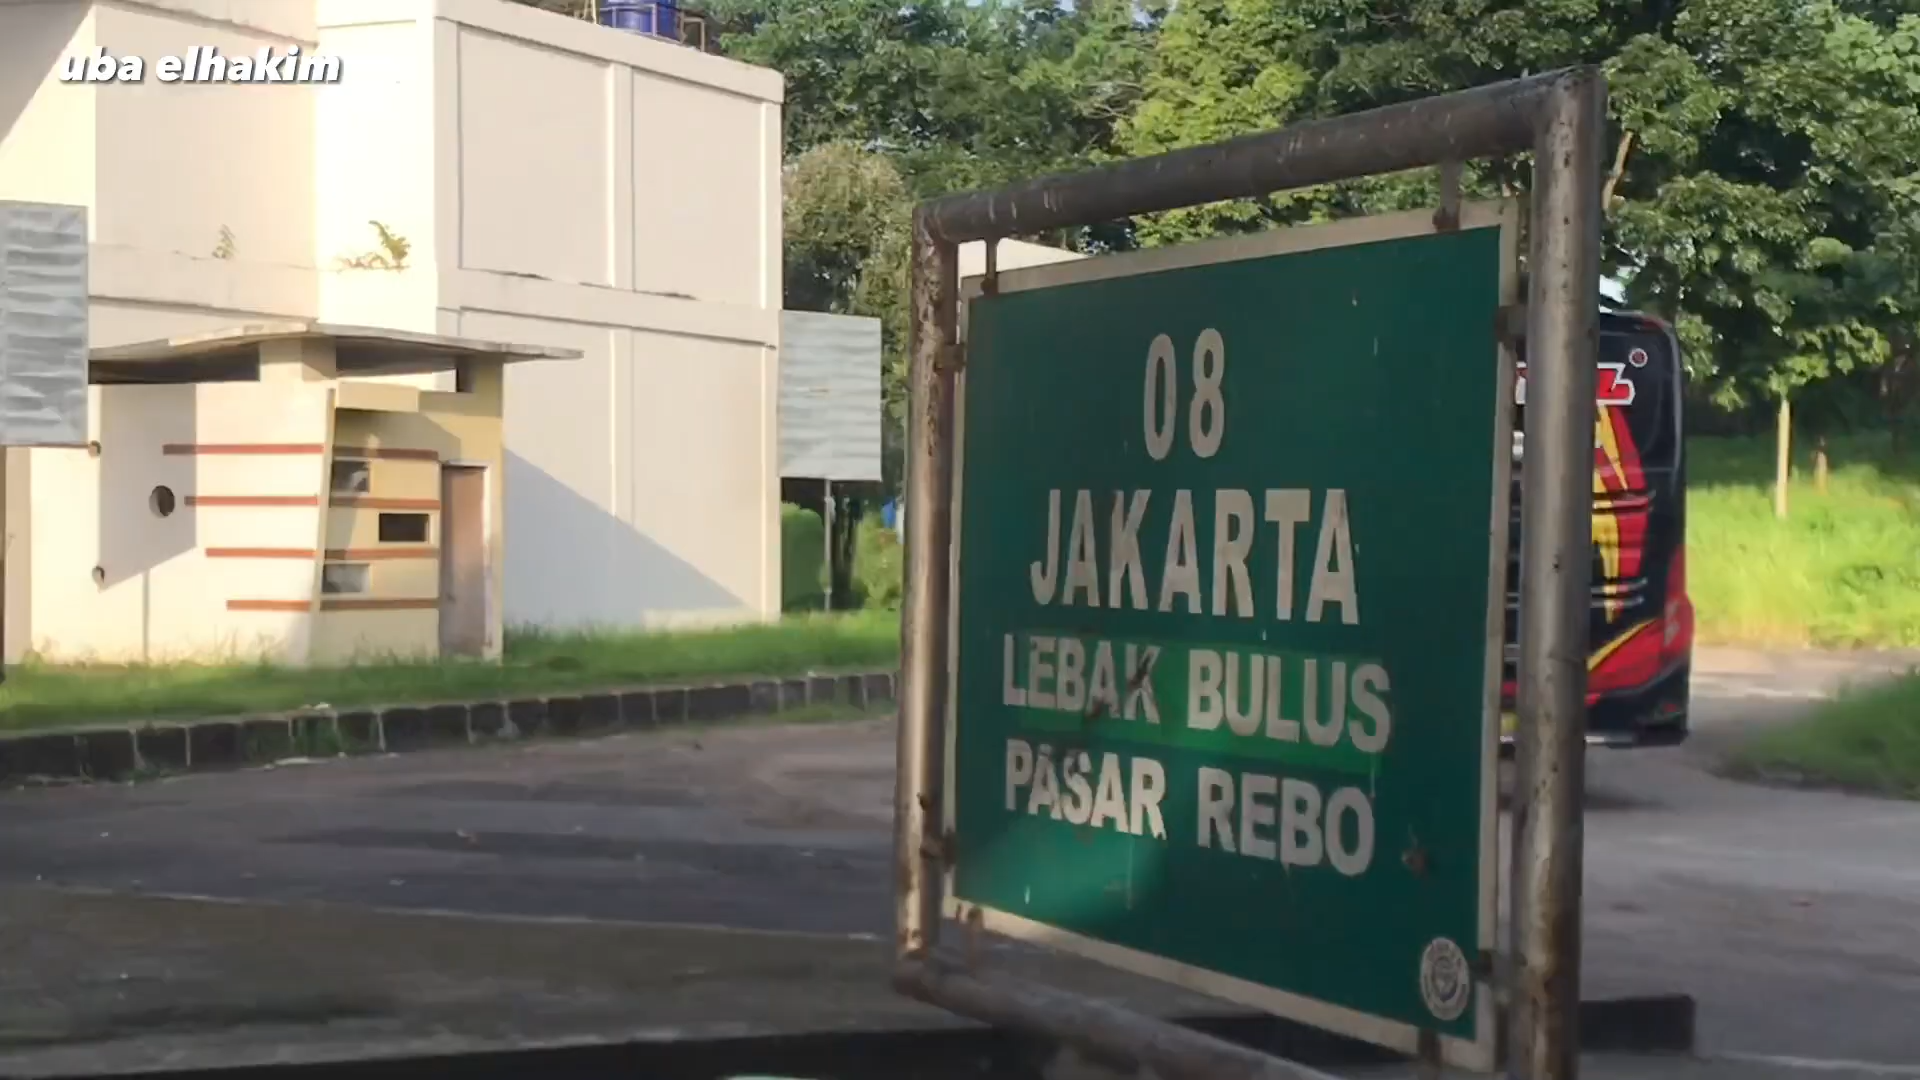 uba elhakim
08
JAKARTA
LEBAK BULUS
PASAR REBO